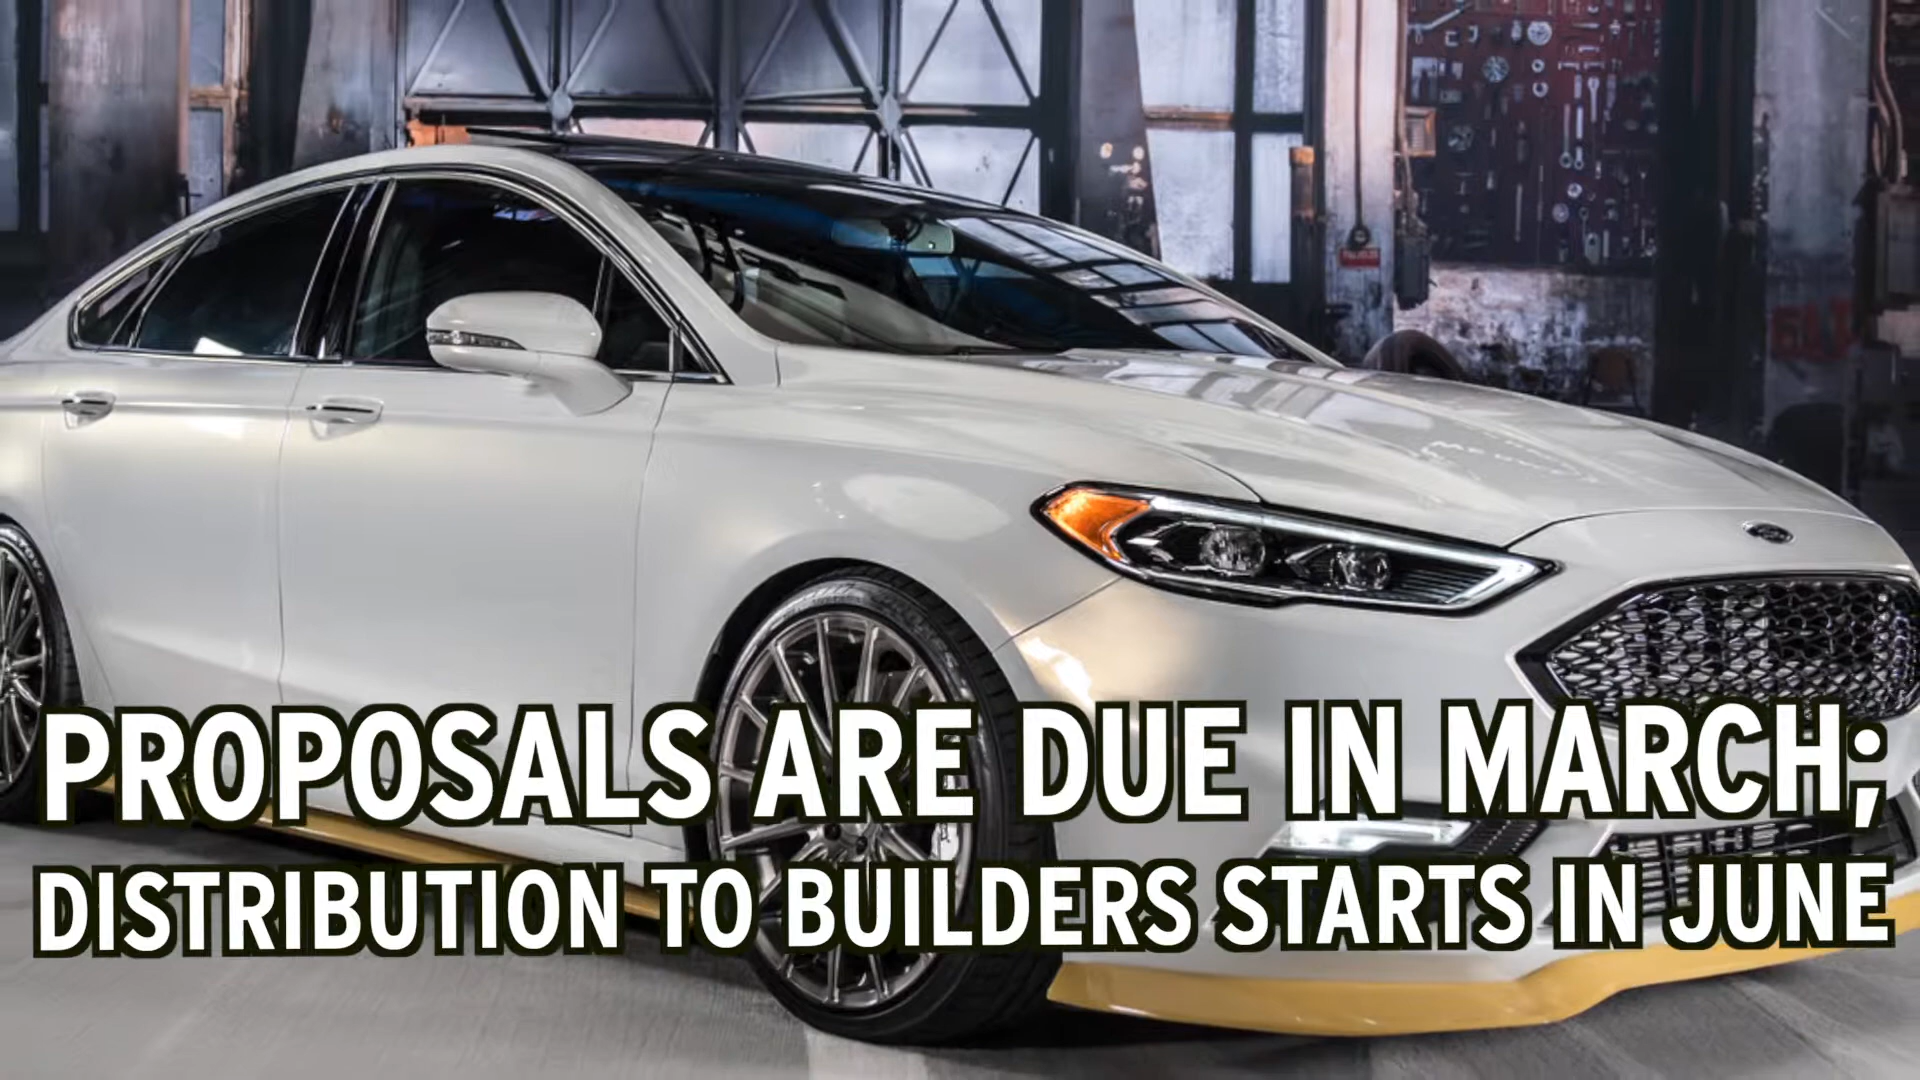 PROPOSALS ARE DUE IN MARCH;
DISTRIBUTION TO BUILDERS STARTS IN JUNE